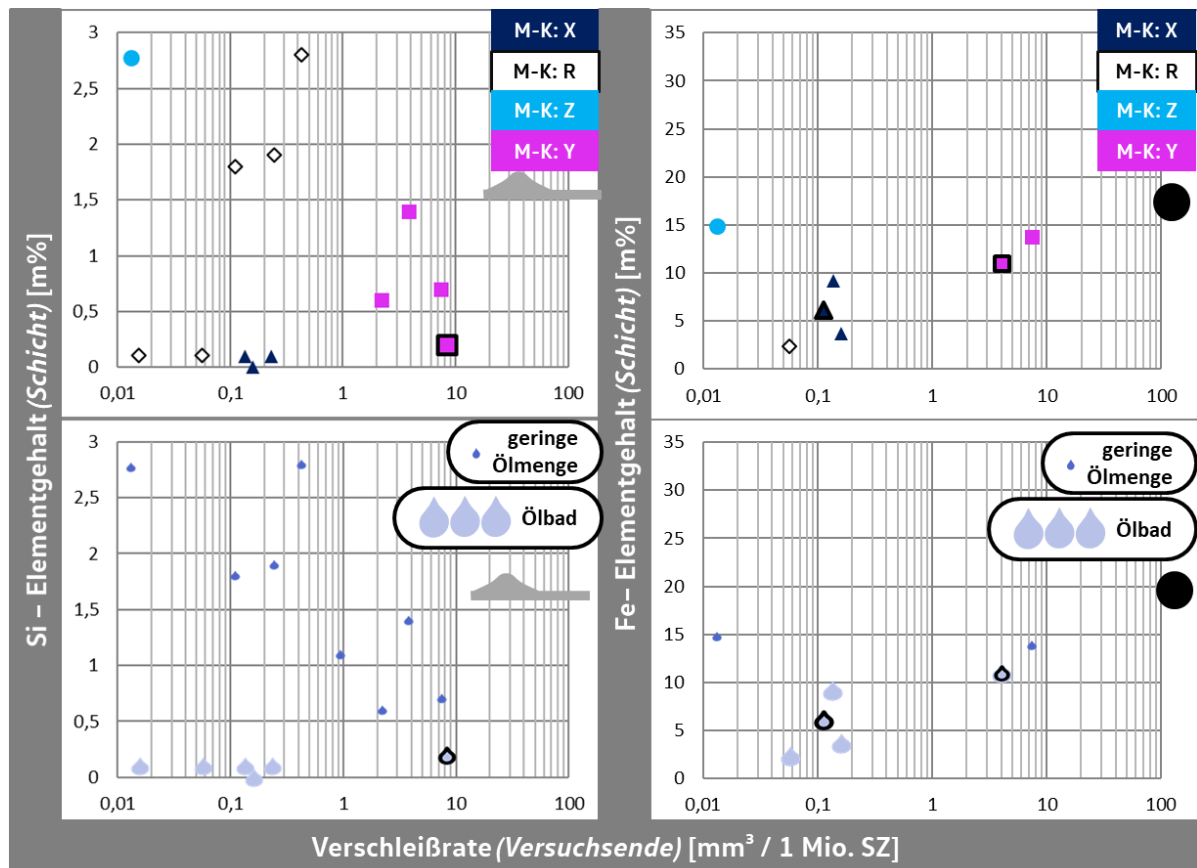 Si – Elementgehalt (Schicht) [m%]
3
2,5
2
1,5
1
0,5
0
0,01
0,1
1
10
100
M-K: X
M-K: R
M-K: Z
M-K: Y
Fe– Elementgehalt (Schicht) [m%]
35
30
25
20
15
10
5
0
0,01
0,1
1
10
100
M-K: X
M-K: R
M-K: Z
M-K: Y
3
2,5
2
1,5
1
0,5
0
0,01
0,1
1
10
100
geringe
Ölmenge
Ölbad
35
30
25
20
15
10
5
0
0,01
0,1
1
10
100
geringe
Ölmenge
Ölbad
Verschleißrate (Versuchsende) [mm³ / 1 Mio. SZ]